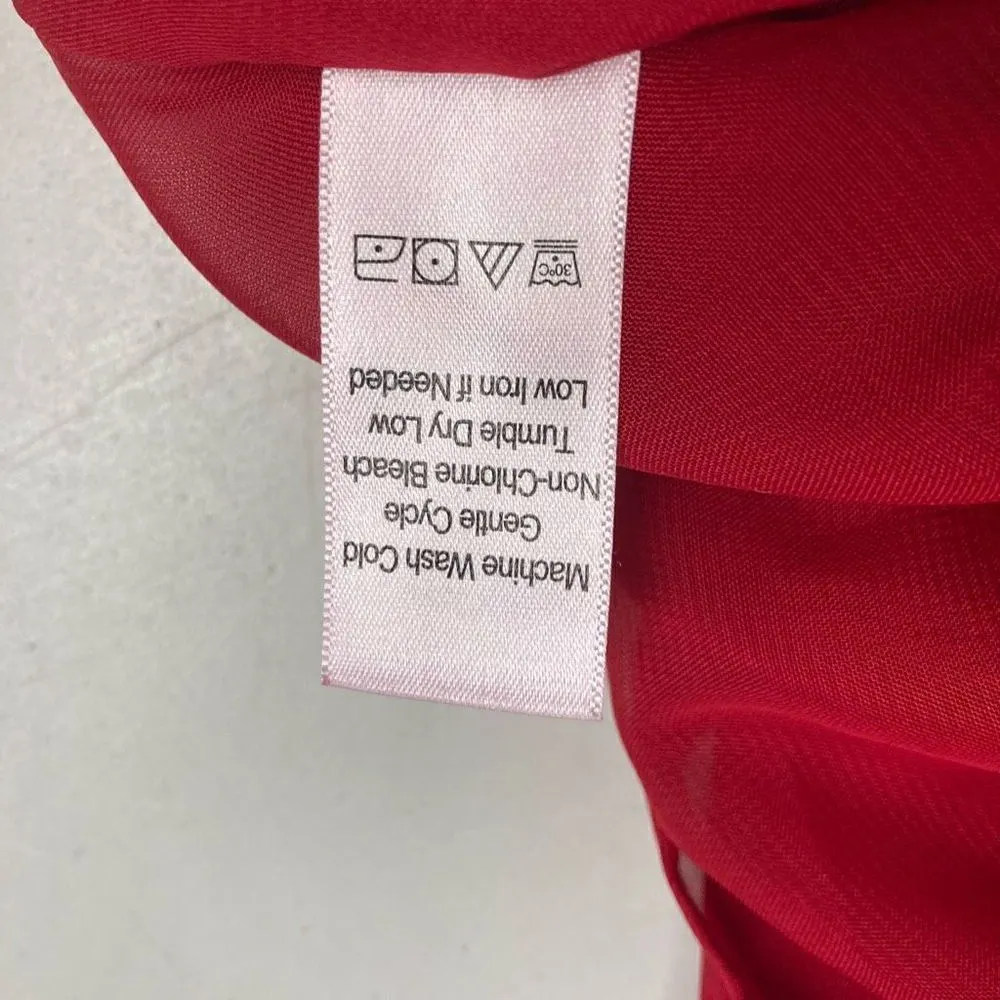 Machine Wash Cold
Gentle Cycle
Non-Chlorine Bleach
Tumble Dry Low
Low Iron if Needed
30°C